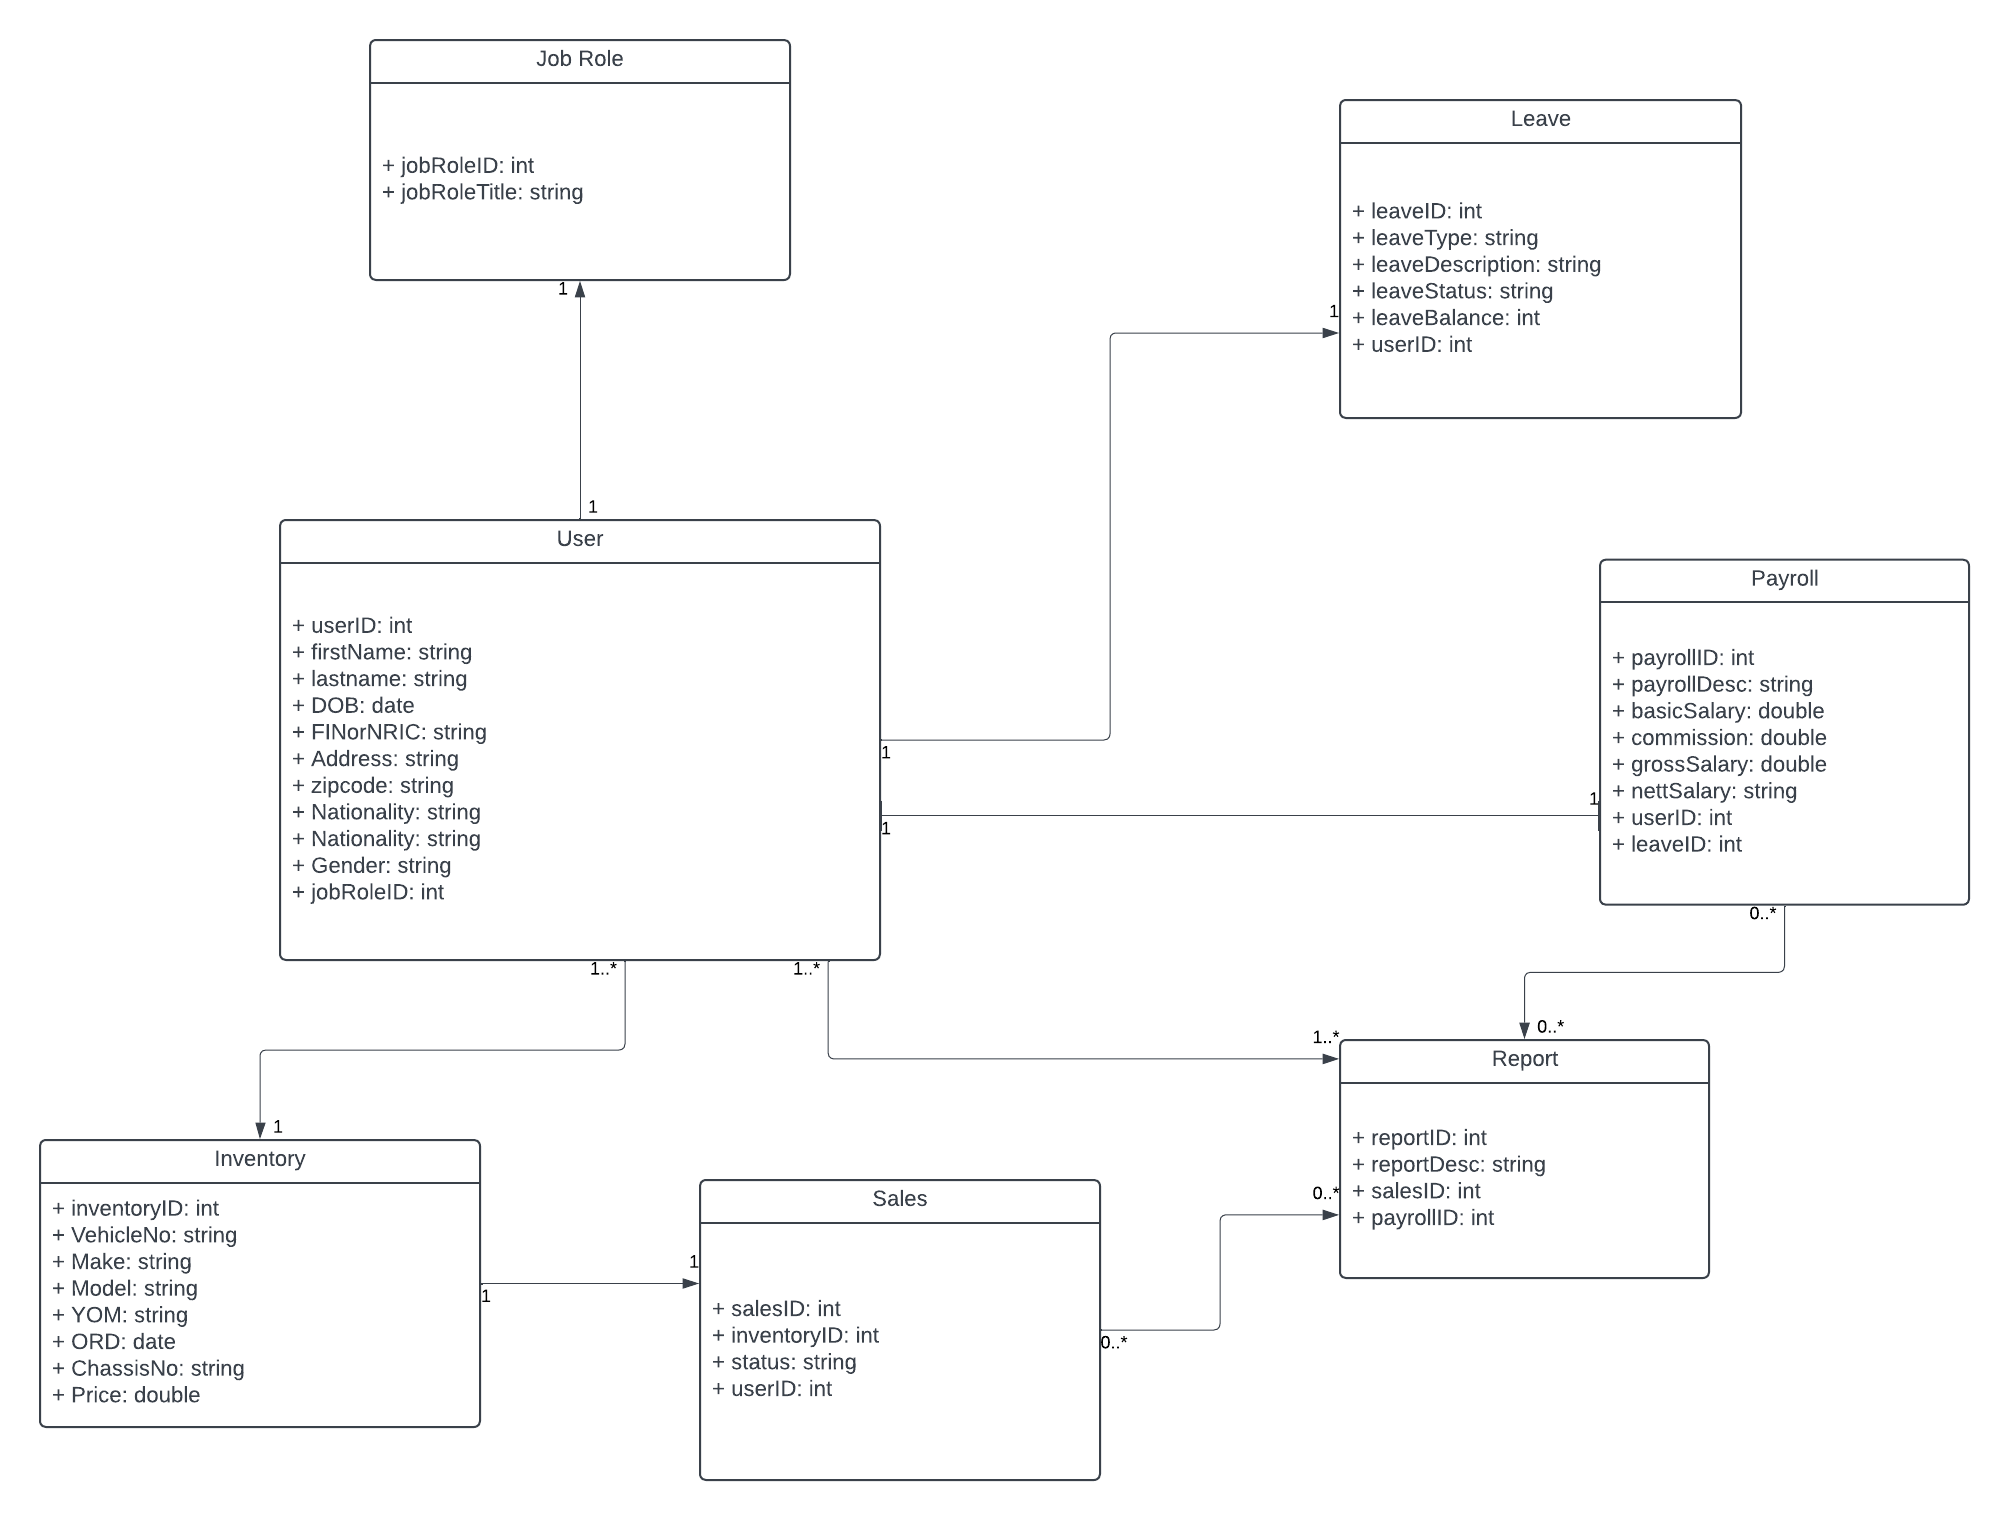 Job Role
+ jobRoleID: int
+ jobRoleTitle: string
1
1
Leave
+ leaveID: int
+ leaveType: string
+ leaveDescription: string
+ leaveStatus: string
+ leaveBalance: int
+ userID: int
1
User
+ userID: int
+ firstName: string
+ lastname: string
+ DOB: date
+ FINorNRIC: string
+ Address: string
+ zipcode: string
+ Nationality: string
+ Nationality: string
+ Gender: string
+ jobRoleID: int
1
1
1..*
1..*
Payroll
+ payrollID: int
+ payrollDesc: string
+ basicSalary: double
+ commission: double
+ grossSalary: double
+ nettSalary: string
+ userID: int
+ leaveID: int
1
0..*
Inventory
+ inventoryID: int
+ VehicleNo: string
+ Make: string
+ Model: string
+ YOM: string
+ ORD: date
+ ChassisNo: string
+ Price: double
1
1
Sales
+ salesID: int
+ inventoryID: int
+ status: string
+ userID: int
1
0..*
Report
+ reportID: int
+ reportDesc: string
+ salesID: int
+ payrollID: int
1..*
0..*
0..*